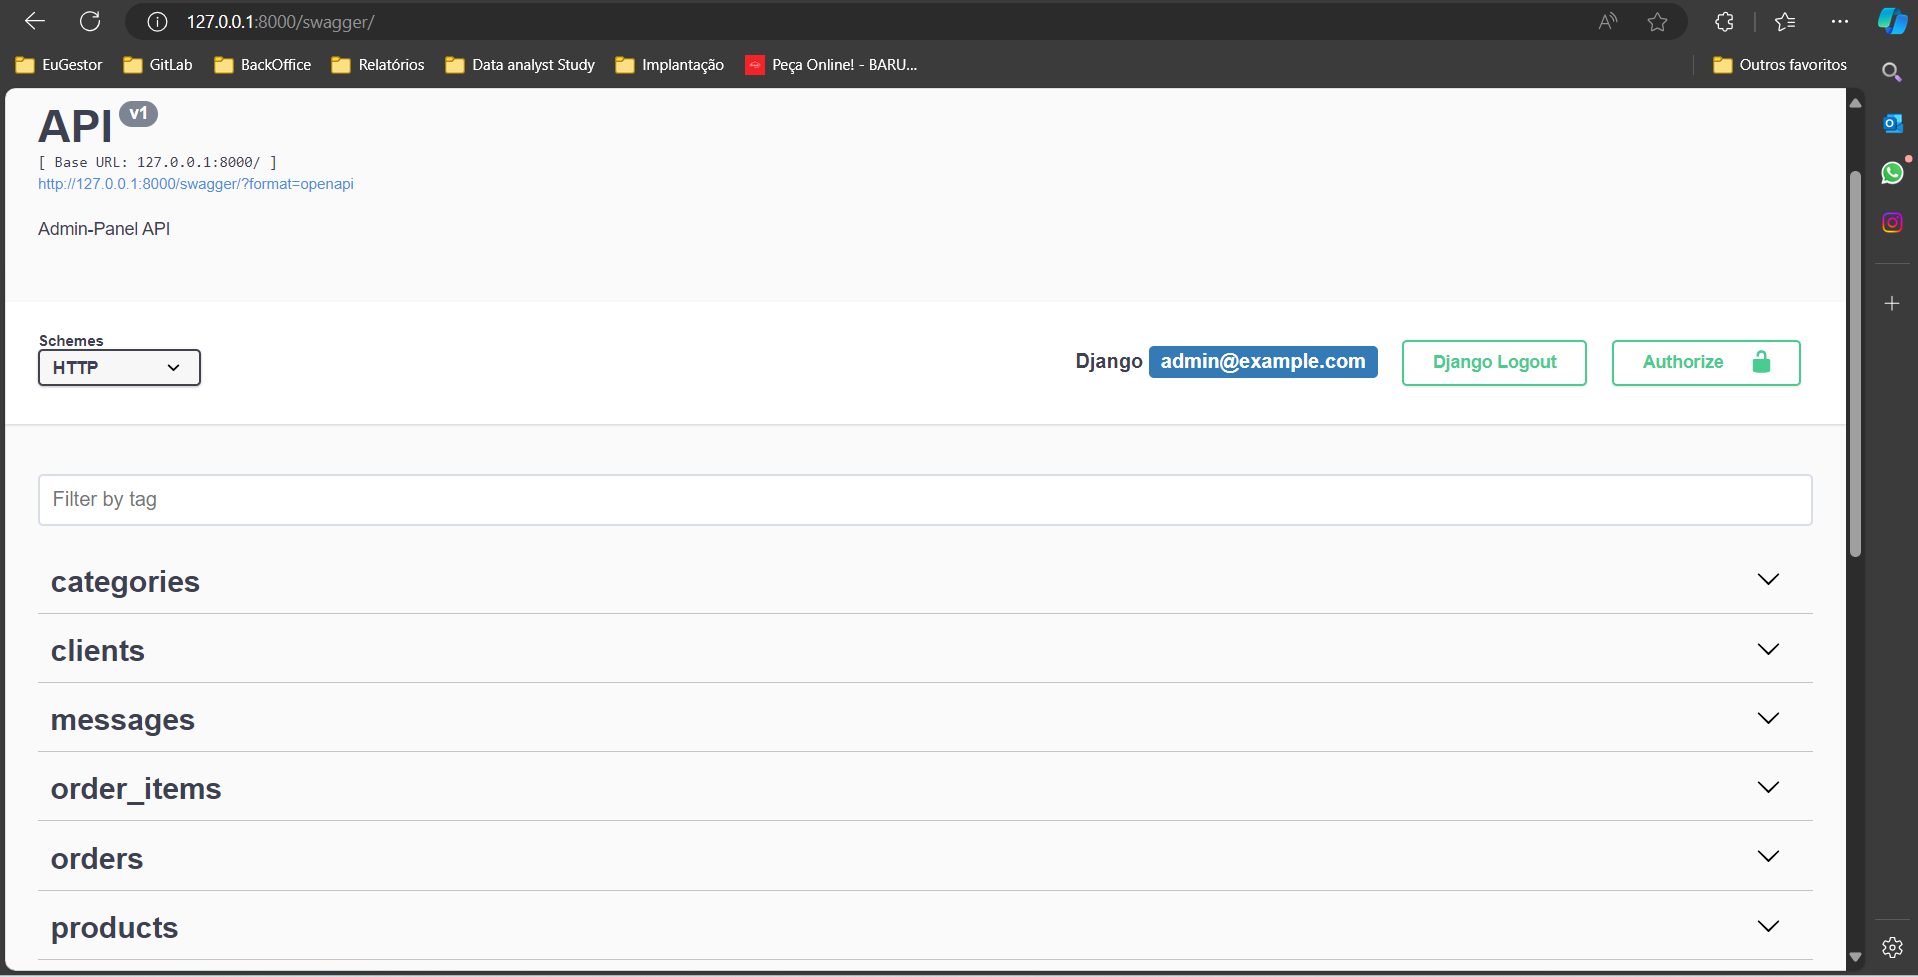 127.0.0.1:8000/swagger/
EuGestor GitLab BackOffice Relatórios Data analyst Study Implantação Peça Online! - BARU... Outros favoritos
API v1
[ Base URL: 127.0.0.1:8000/ ]
http://127.0.0.1:8000/swagger/?format=openapi
Admin-Panel API
Schemes
HTTP
Django admin@example.com Django Logout Authorize
Filter by tag
categories
clients
messages
order_items
orders
products